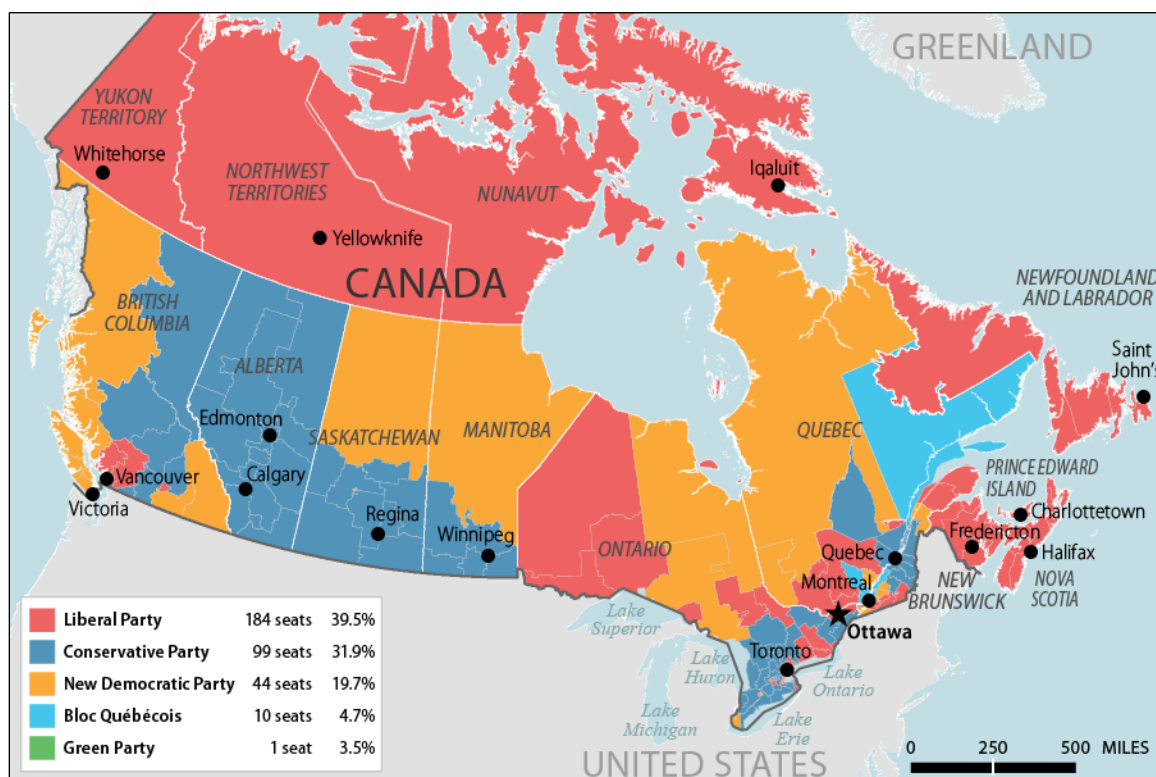 GREENLAND
YUKON
TERRITORY
Whitehorse
NORTHWEST
TERRITORIES
NUNAVUT
Iqaluit
Yellowknife
CANADA
NEWFOUNDLAND
AND LABRADOR
BRITISH
COLUMBIA
ALBERTA
Saint
John's
Edmonton
SASKATCHEWAN
MANITOBA
QUEBEC
Vancouver
Calgary
PRINCE EDWARD
ISLAND
Victoria
Regina
Winnipeg
Charlottetown
Fredericton
ONTARIO
Quebec
Halifax
Montreal
NEW
BRUNSWICK
NOVA
SCOTIA
Lake
Superior
Ottawa
Toronto
Lake
Huron
Lake
Ontario
Lake
Michigan
Lake
Erie
UNITED STATES
Liberal Party 184 seats 39.5%
Conservative Party 99 seats 31.9%
New Democratic Party 44 seats 19.7%
Bloc Québécois 10 seats 4.7%
Green Party 1 seat 3.5%
0 250 500 MILES